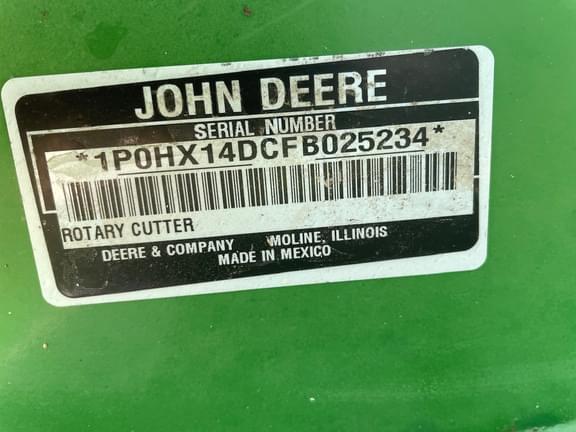 JOHN DEERE
SERIAL NUMBER
*1P0HX14DCFB025234*
ROTARY CUTTER
DEERE & COMPANY MOLINE, ILLINOIS
MADE IN MEXICO